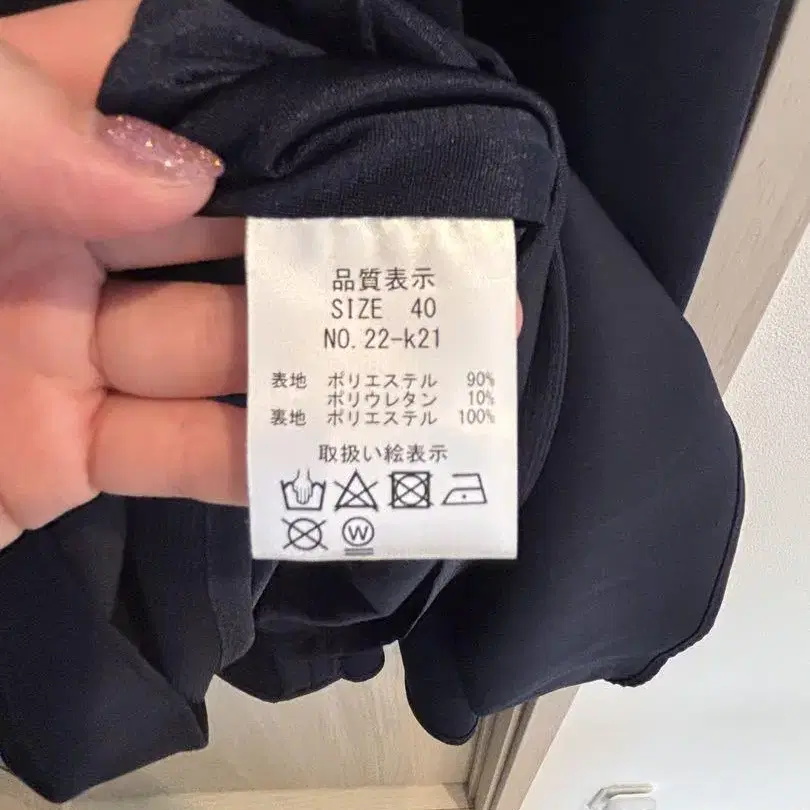 品質表示
SIZE 40
NO. 22-k21
表地 ポリエステル 90%
ポリウレタン 10%
裏地 ポリエステル 100%
取扱い絵表示
W